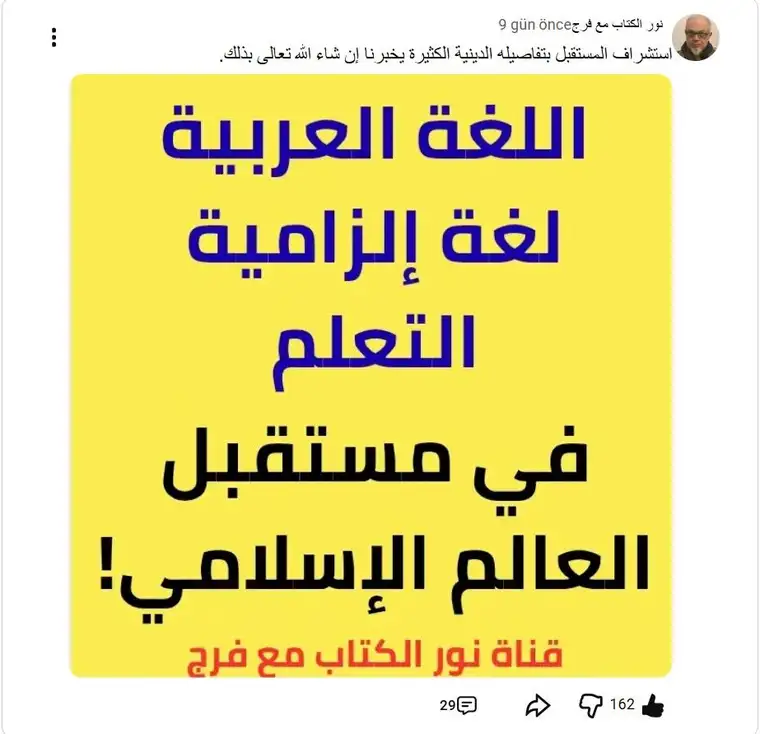 نور الكتاب مع فرج 9 gün önce
استشراف المستقبل بتفاصيله الدينية الكثيرة يخبرنا إن شاء الله تعالى بذلك.
اللغة العربية
لغة إلزامية
التعلم
في مستقبل
العالم الإسلامي!
قناة نور الكتاب مع فرج
162
29